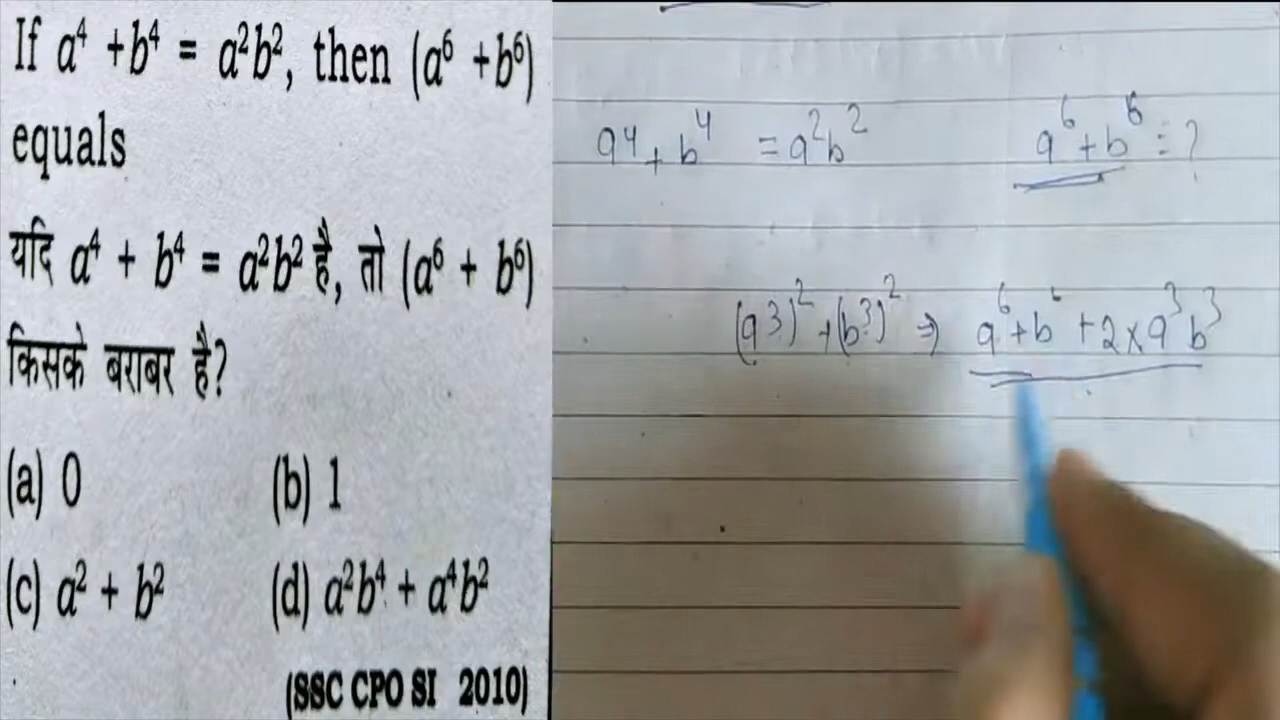 If a⁴ + b⁴ = a²b², then (a⁶ + b⁶)
equals
यदि a⁴ + b⁴ = a²b² है, तो (a⁶ + b⁶)
किसके बराबर है?
(a) 0 (b) 1
(c) a² + b² (d) a²b⁴ + a⁴b²
(SSC CPO SI 2010)
a⁴ + b⁴ = a²b² a⁶ + b⁶ = ?
(a³)² + (b³)² ⇒ a⁶ + b⁶ + 2 × a³b³